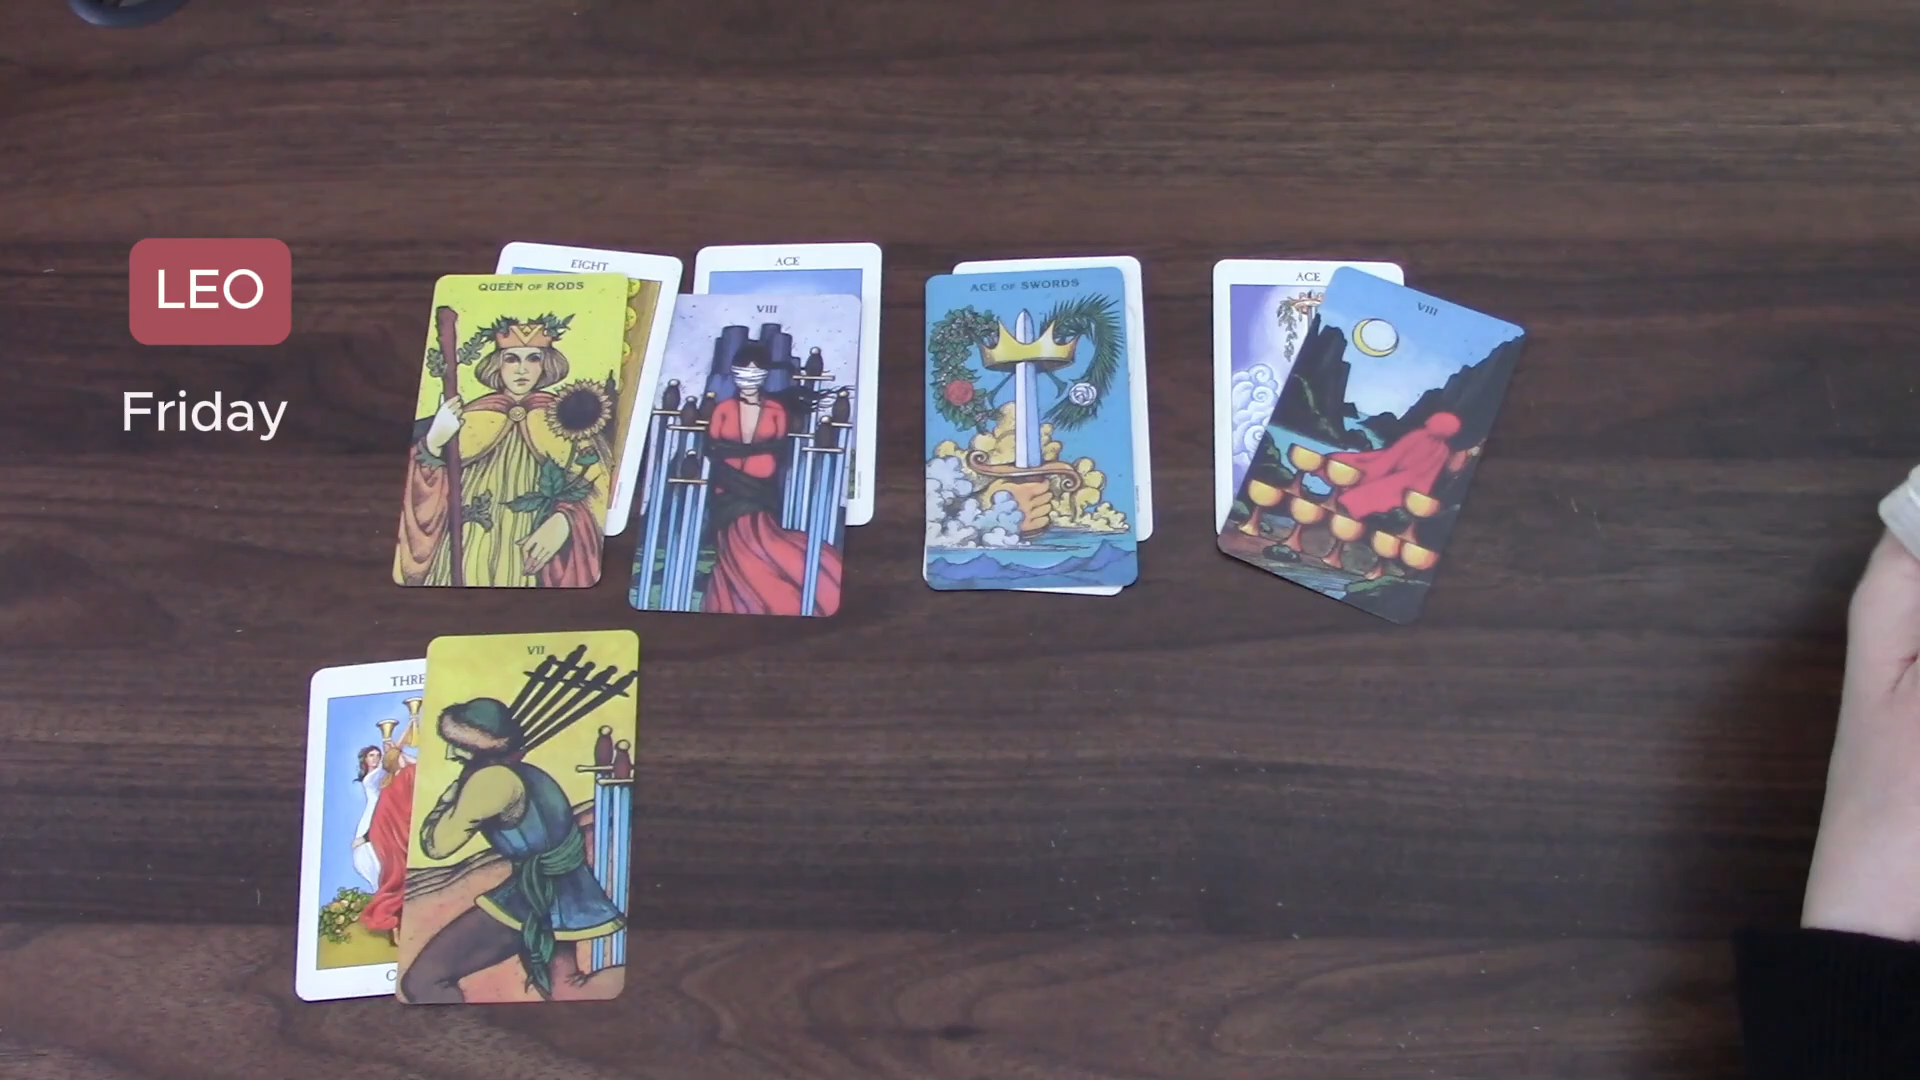 LEO
Friday
EIGHT
QUEEN OF RODS
ACE
VIII
ACE OF SWORDS
ACE
VIII
THRE
VII
C